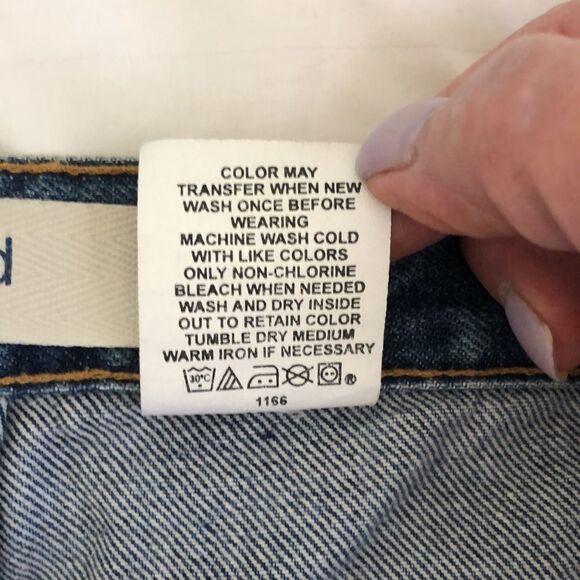 COLOR MAY
TRANSFER WHEN NEW
WASH ONCE BEFORE
WEARING
MACHINE WASH COLD
WITH LIKE COLORS
ONLY NON-CHLORINE
BLEACH WHEN NEEDED
WASH AND DRY INSIDE
OUT TO RETAIN COLOR
TUMBLE DRY MEDIUM
WARM IRON IF NECESSARY
30°C ®
1166
d